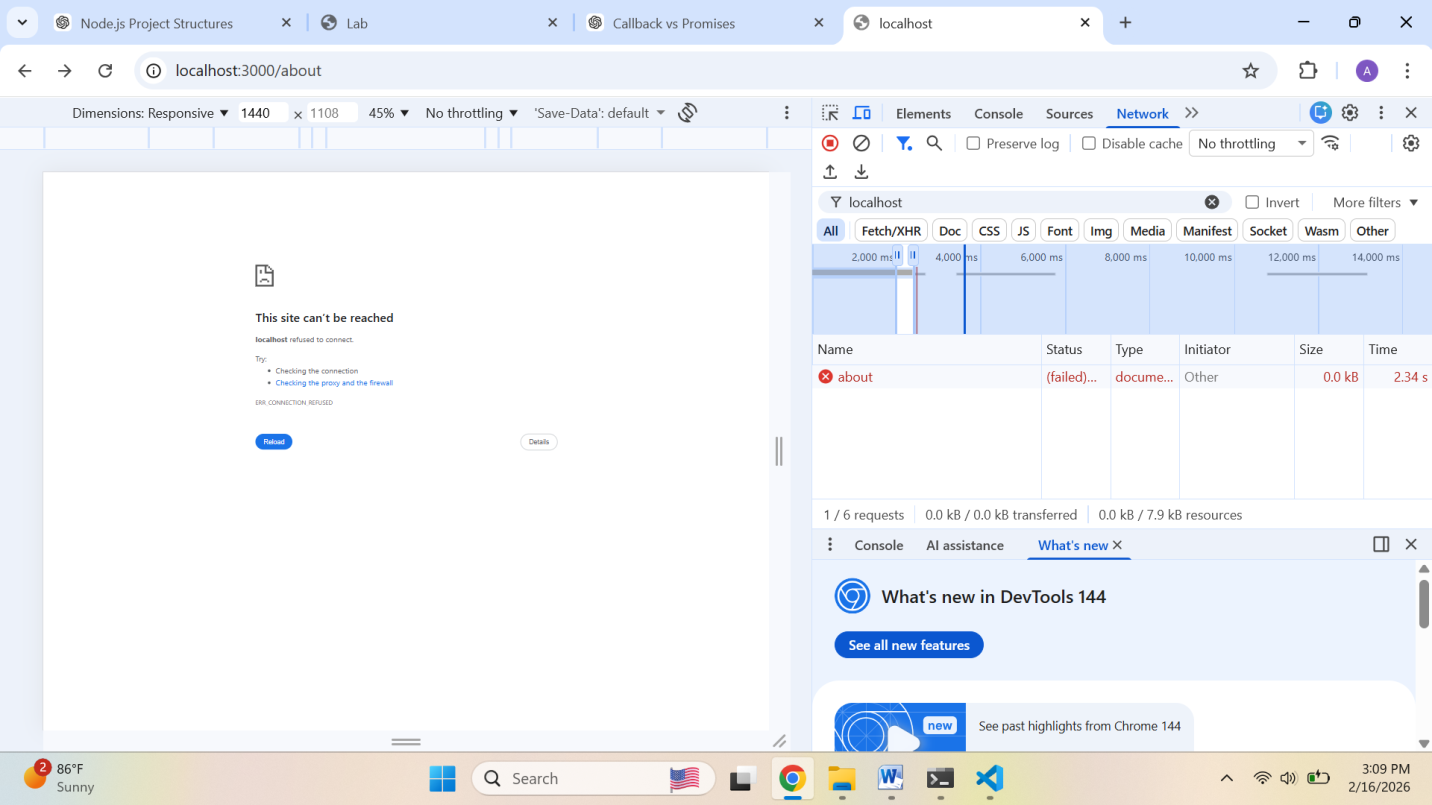 Node.js Project Structures
Lab
Callback vs Promises
localhost
localhost:3000/about
A
Dimensions: Responsive ▼ 1440 × 1108 45% ▼ No throttling ▼ 'Save-Data': default
Elements Console Sources Network
Preserve log Disable cache No throttling
localhost Invert More filters ▼
All Fetch/XHR Doc CSS JS Font Img Media Manifest Socket Wasm Other
2,000 ms 4,000 ms 6,000 ms 8,000 ms 10,000 ms 12,000 ms 14,000 ms
Name Status Type Initiator Size Time
about (failed)... docume... Other 0.0 kB 2.34 s
1 / 6 requests 0.0 kB / 0.0 kB transferred 0.0 kB / 7.9 kB resources
Console AI assistance What's new
What's new in DevTools 144
See all new features
new
See past highlights from Chrome 144
This site can't be reached
localhost refused to connect.
Try:
• Checking the connection
• Checking the proxy and the firewall
ERR_CONNECTION_REFUSED
Reload
Details
2
86°F
Sunny
Search
3:09 PM
2/16/2026